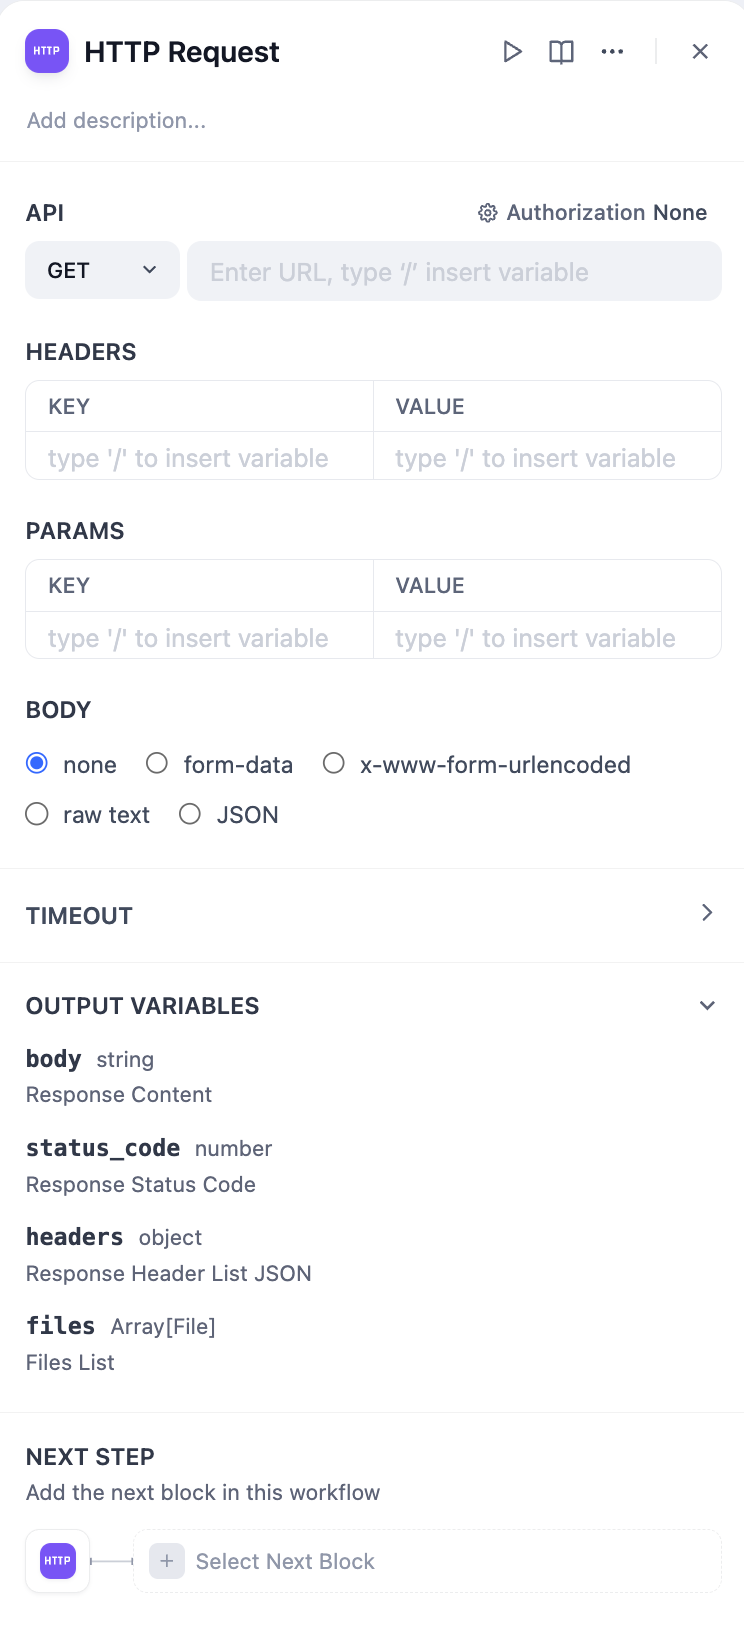 HTTP HTTP Request
Add description...
API Authorization None
GET Enter URL, type ‘/’ insert variable
HEADERS
KEY VALUE
type '/' to insert variable type '/' to insert variable
PARAMS
KEY VALUE
type '/' to insert variable type '/' to insert variable
BODY
none form-data x-www-form-urlencoded
raw text JSON
TIMEOUT
OUTPUT VARIABLES
body string
Response Content
status_code number
Response Status Code
headers object
Response Header List JSON
files Array[File]
Files List
NEXT STEP
Add the next block in this workflow
HTTP + Select Next Block